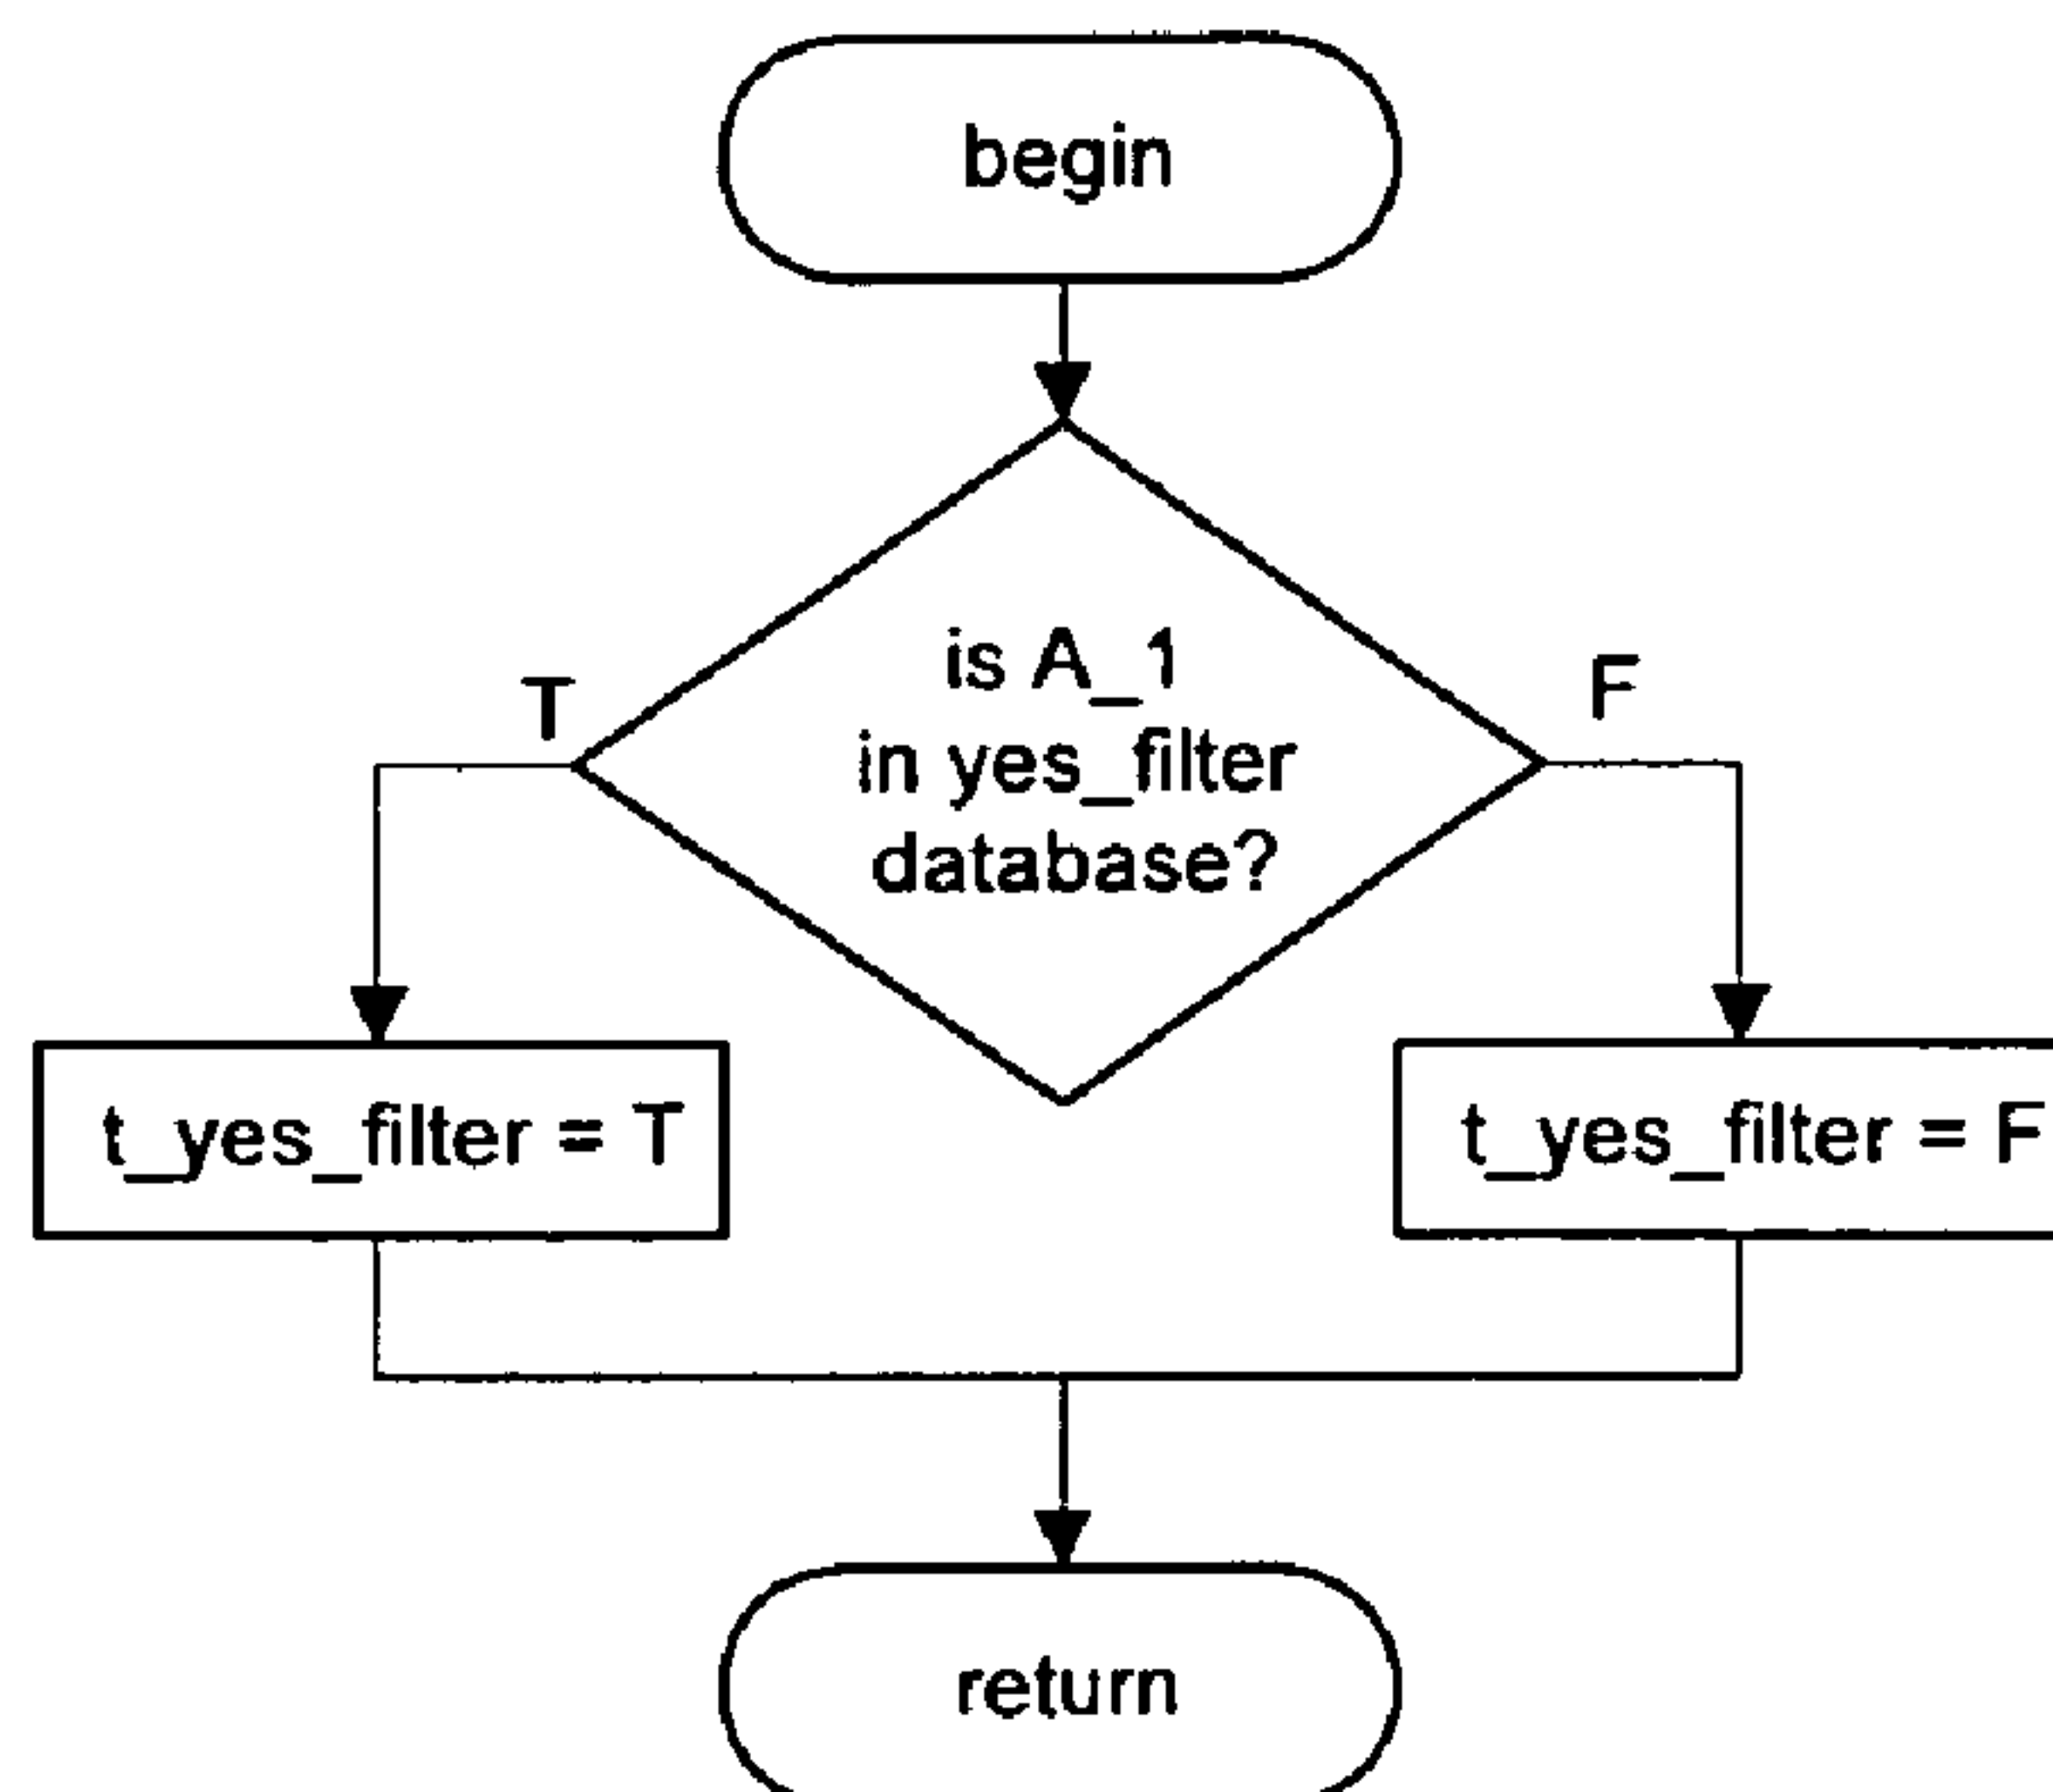 begin
is A_1
in yes_filter
database?
T
F
t_yes_filter = T
t_yes_filter = F
return